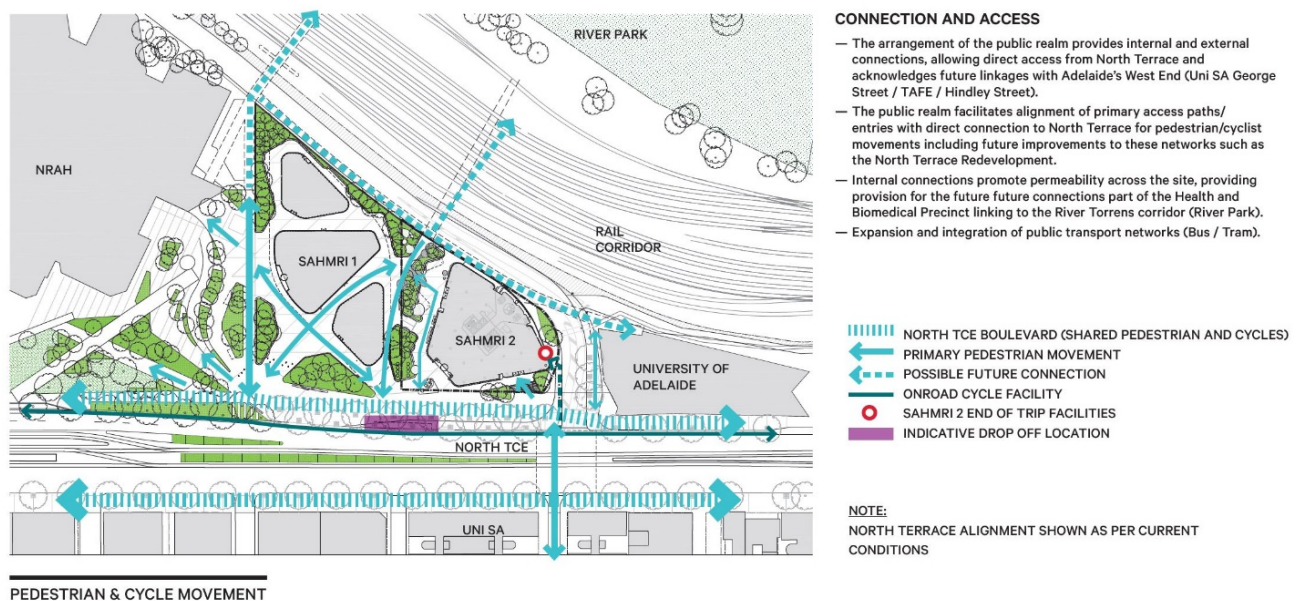 RIVER PARK
NRAH
RAIL
CORRIDOR
SAHMRI 1
SAHMRI 2
UNIVERSITY OF
ADELAIDE
NORTH TCE
UNI SA
PEDESTRIAN & CYCLE MOVEMENT
CONNECTION AND ACCESS
— The arrangement of the public realm provides internal and external
connections, allowing direct access from North Terrace and
acknowledges future linkages with Adelaide's West End (Uni SA George
Street / TAFE / Hindley Street).
— The public realm facilitates alignment of primary access paths/
entries with direct connection to North Terrace for pedestrian/cyclist
movements including future improvements to these networks such as
the North Terrace Redevelopment.
— Internal connections promote permeability across the site, providing
provision for the future future connections part of the Health and
Biomedical Precinct linking to the River Torrens corridor (River Park).
— Expansion and integration of public transport networks (Bus / Tram).
NORTH TCE BOULEVARD (SHARED PEDESTRIAN AND CYCLES)
PRIMARY PEDESTRIAN MOVEMENT
POSSIBLE FUTURE CONNECTION
ONROAD CYCLE FACILITY
SAHMRI 2 END OF TRIP FACILITIES
INDICATIVE DROP OFF LOCATION
NOTE:
NORTH TERRACE ALIGNMENT SHOWN AS PER CURRENT
CONDITIONS